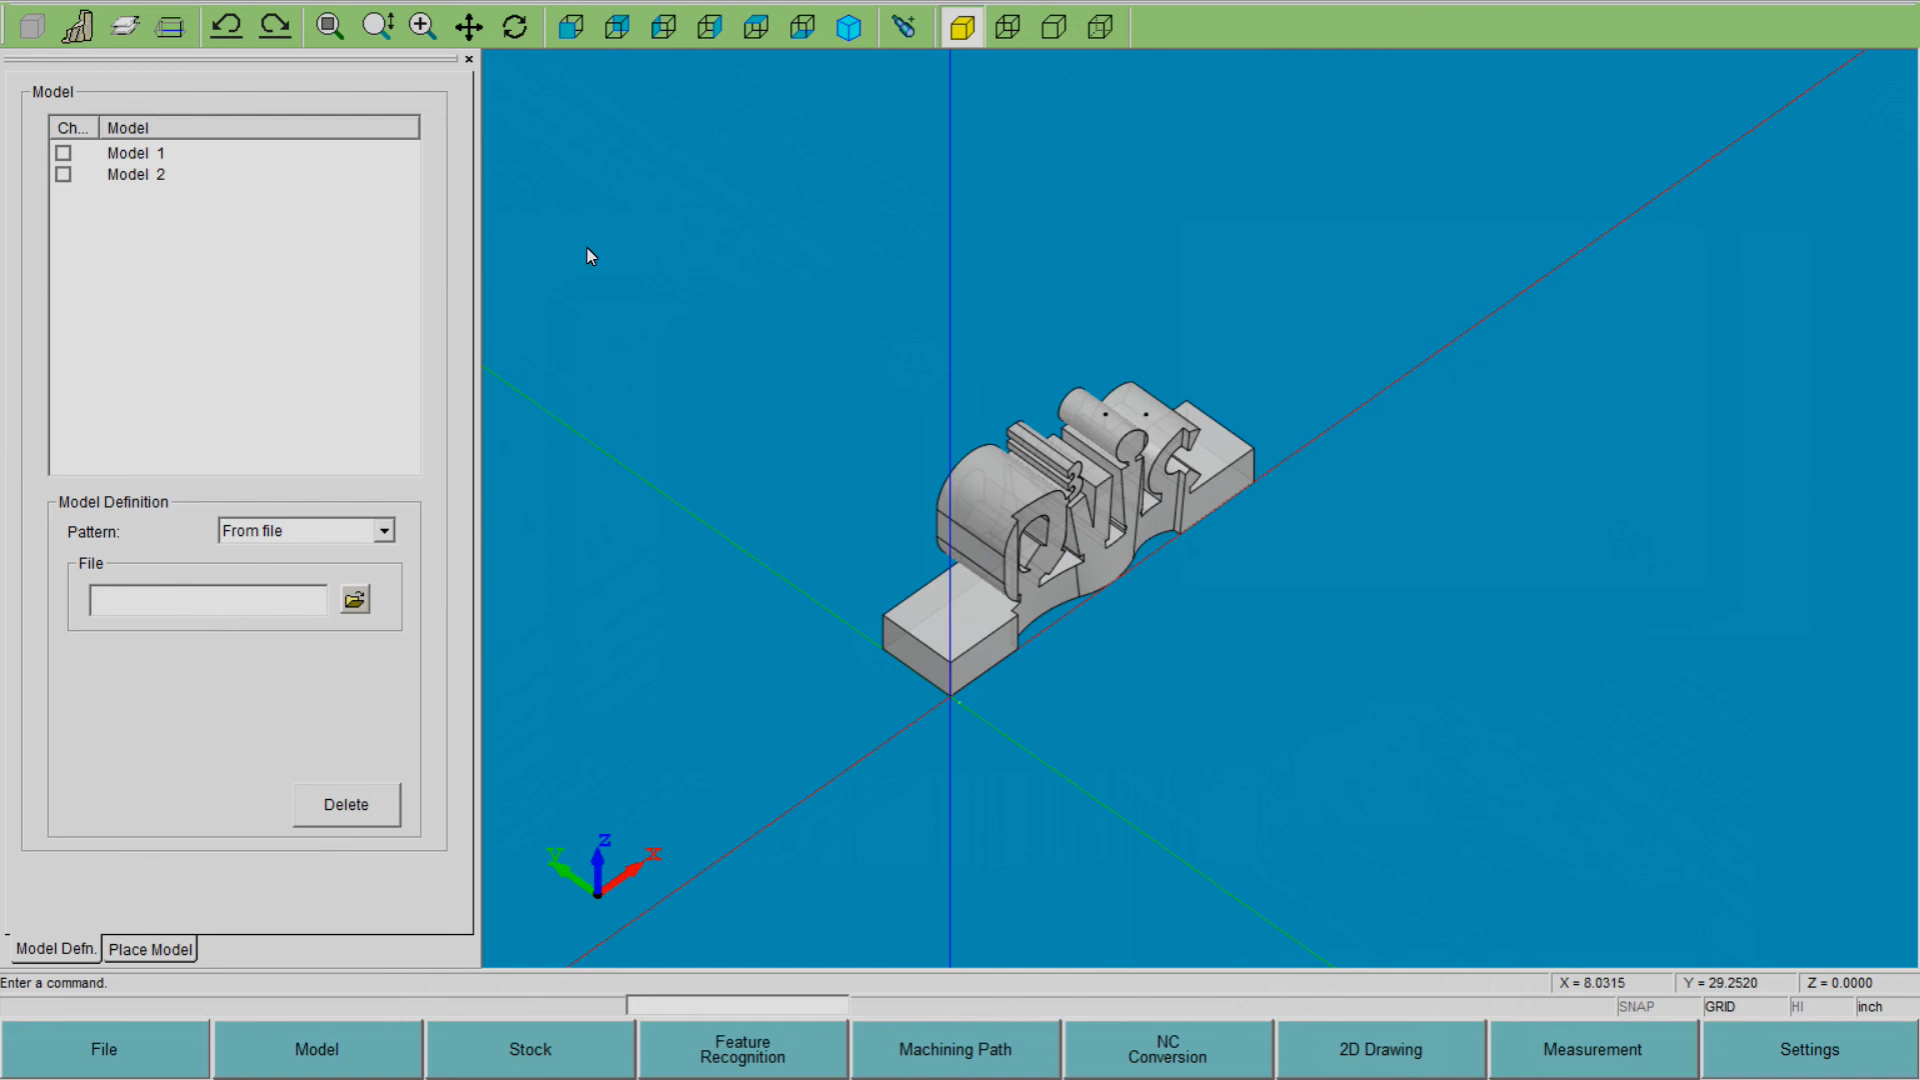 Model
Ch... Model
Model 1
Model 2
Model Definition
Pattern: From file
File
Delete
Z
Y X
Model Defn. Place Model
Enter a command. X = 8.0315 Y = 29.2520 Z = 0.0000
SNAP GRID HI inch
File Model Stock Feature Recognition Machining Path NC Conversion 2D Drawing Measurement Settings